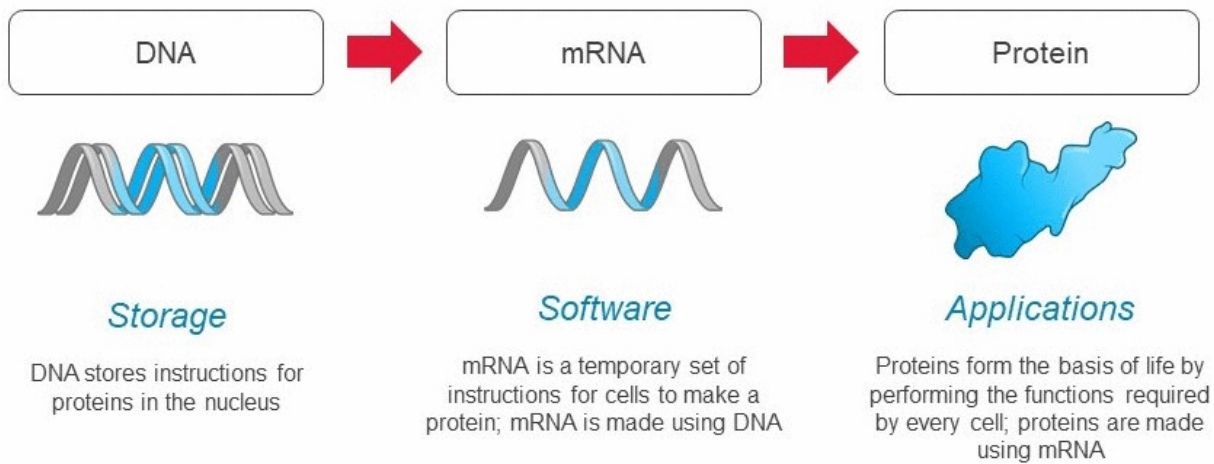 DNA
mRNA
Protein
Storage
Software
Applications
DNA stores instructions for
proteins in the nucleus
mRNA is a temporary set of
instructions for cells to make a
protein; mRNA is made using DNA
Proteins form the basis of life by
performing the functions required
by every cell; proteins are made
using mRNA